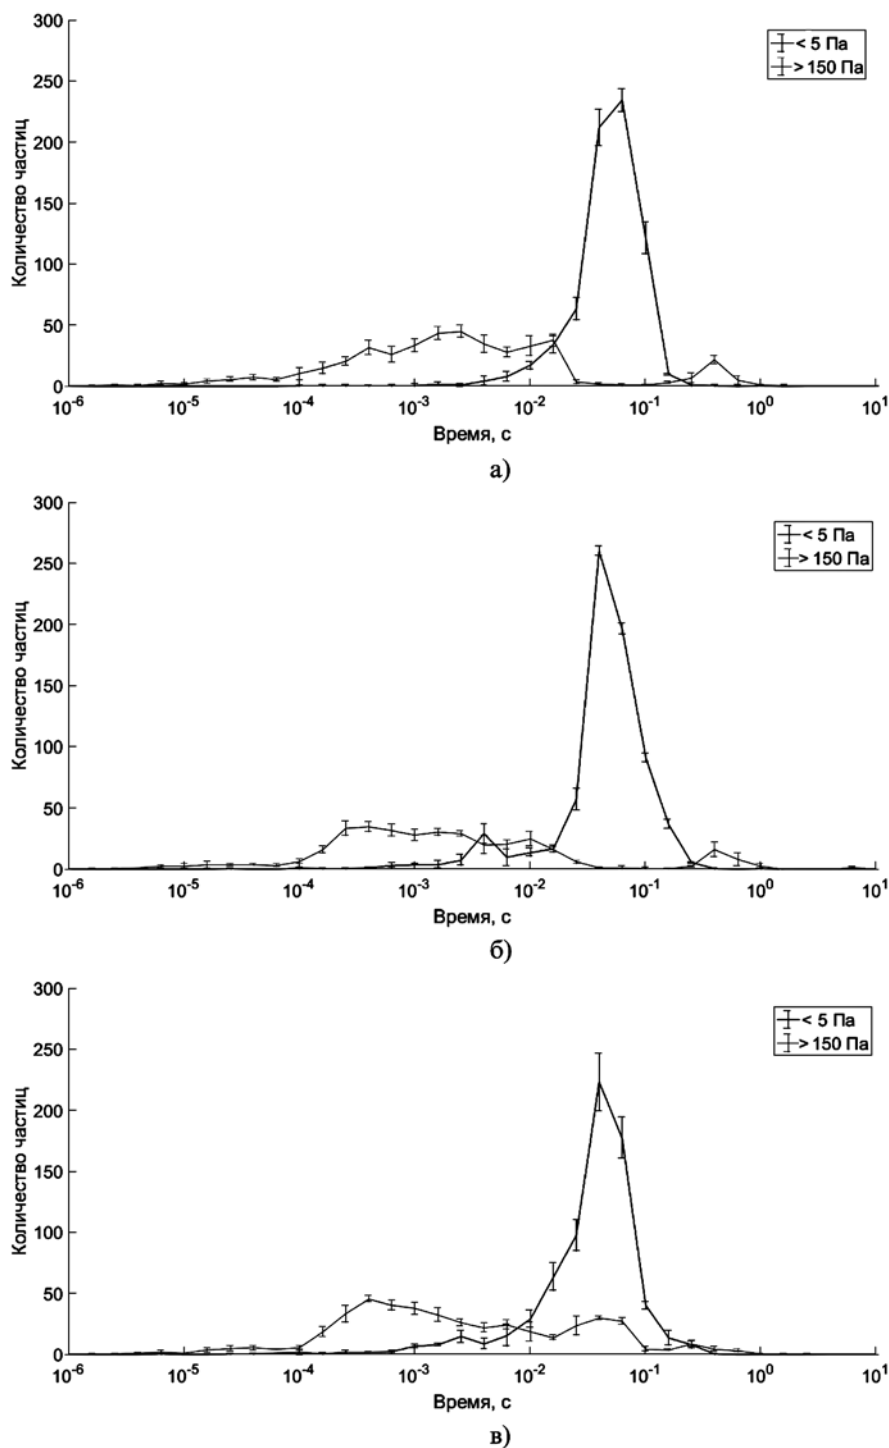 300
250
200
150
100
50
0
Количество частиц
< 5 Па
> 150 Па
10⁻⁶ 10⁻⁵ 10⁻⁴ 10⁻³ 10⁻² 10⁻¹ 10⁰ 10¹
Время, с
а)
300
250
200
150
100
50
0
Количество частиц
< 5 Па
> 150 Па
10⁻⁶ 10⁻⁵ 10⁻⁴ 10⁻³ 10⁻² 10⁻¹ 10⁰ 10¹
Время, с
б)
300
250
200
150
100
50
0
Количество частиц
< 5 Па
> 150 Па
10⁻⁶ 10⁻⁵ 10⁻⁴ 10⁻³ 10⁻² 10⁻¹ 10⁰ 10¹
Время, с
в)